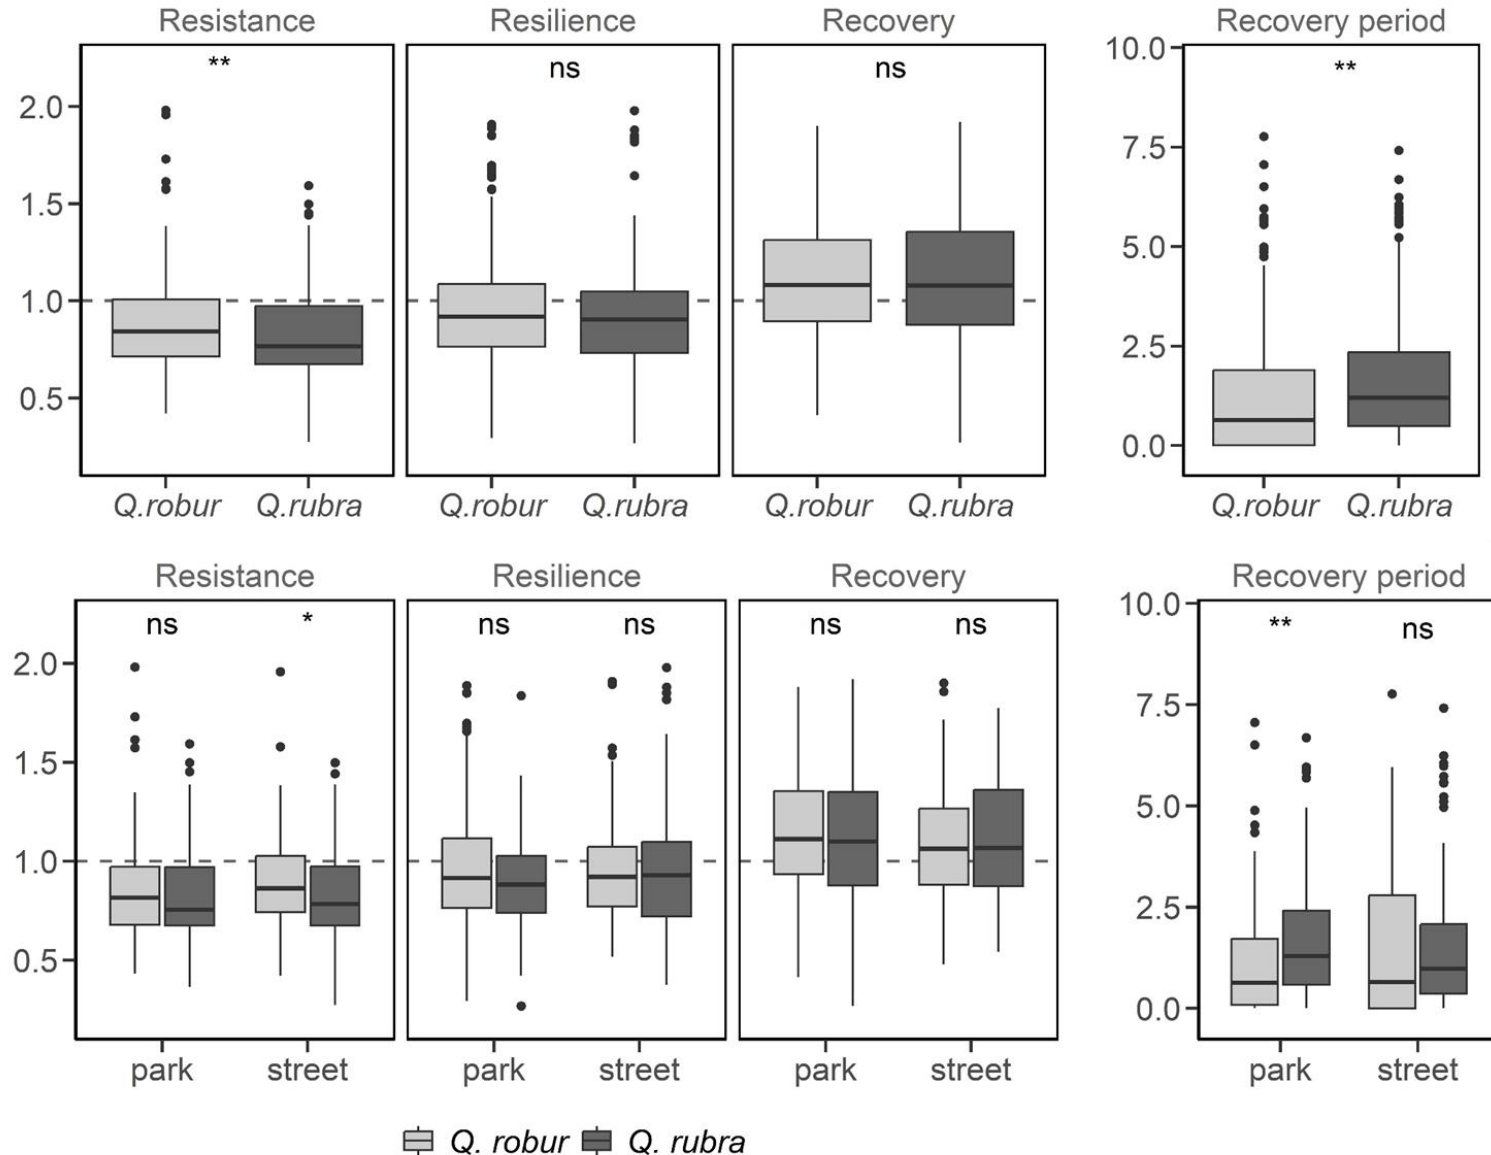 Resistance Resilience Recovery Recovery period
** ns ns **
10.0
7.5
5.0
2.5
0.0
2.0
1.5
1.0
0.5
Q.robur Q.rubra Q.robur Q.rubra Q.robur Q.rubra Q.robur Q.rubra
Resistance Resilience Recovery Recovery period
ns * ns ns ns ns ** ns
10.0
7.5
5.0
2.5
0.0
2.0
1.5
1.0
0.5
park street park street park street park street
Q. robur Q. rubra